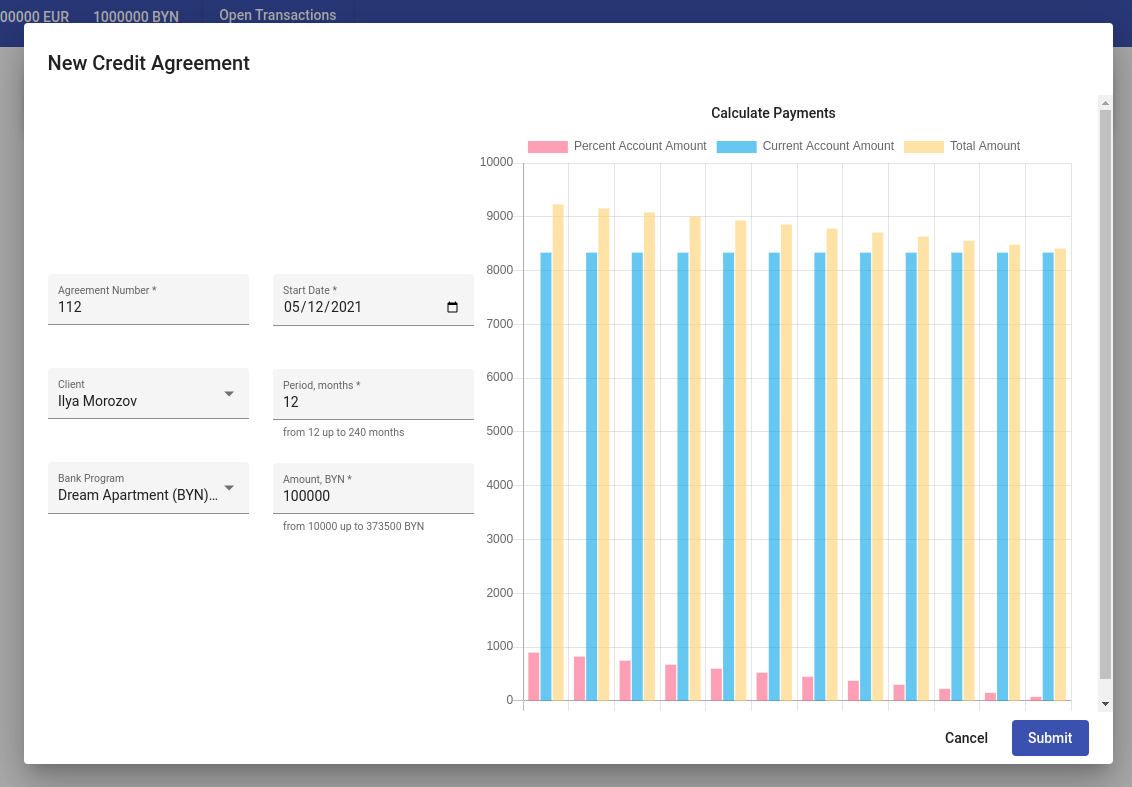 00000 EUR 1000000 BYN Open Transactions
New Credit Agreement
Calculate Payments
Percent Account Amount Current Account Amount Total Amount
10000
9000
8000
7000
6000
5000
4000
3000
2000
1000
0
Agreement Number *
112
Start Date *
05/12/2021
Client
Ilya Morozov
Period, months *
12
from 12 up to 240 months
Bank Program
Dream Apartment (BYN)...
Amount, BYN *
100000
from 10000 up to 373500 BYN
Cancel Submit